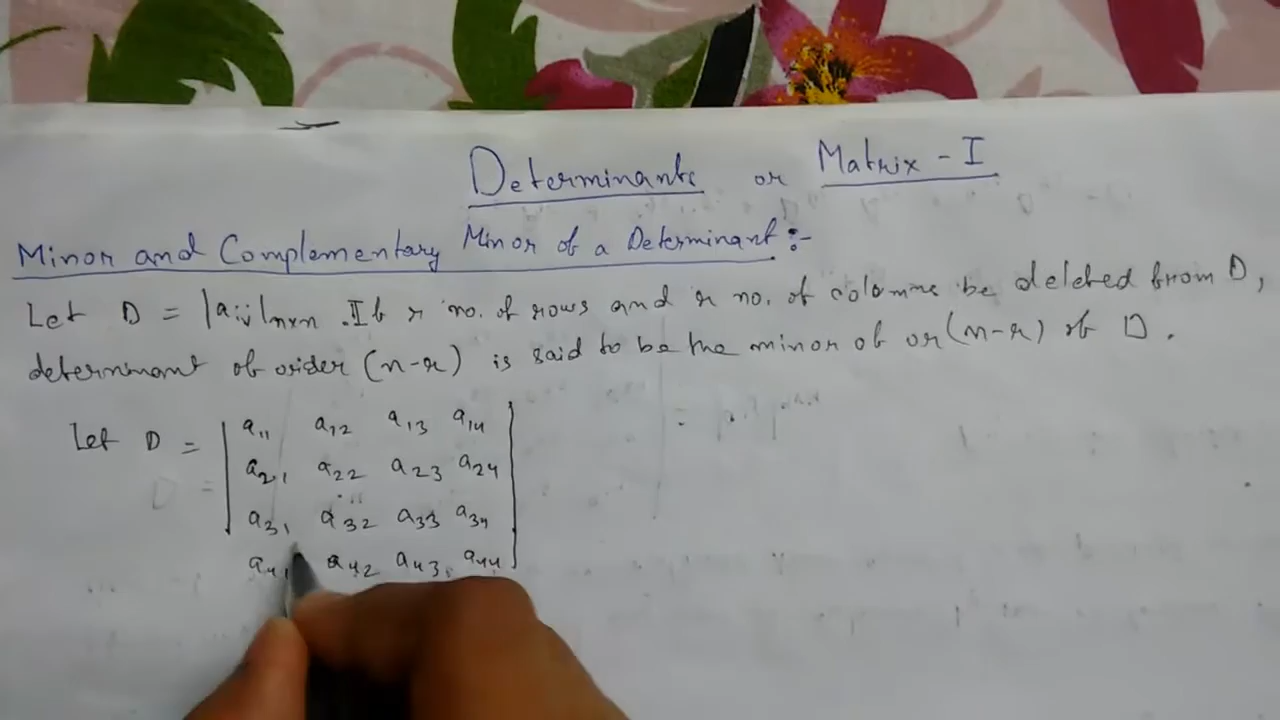 Determinants or Matrix - I
Minor and Complementary Minor of a Determinant :-
Let D = |aij|n×n . If r no. of rows and r no. of columns be deleted from D,
determinant of order (n-r) is said to be the minor of or (n-r) of D.
Let D = | a11 a12 a13 a14 |
= | a21 a22 a23 a24 |
| a31 a32 a33 a34 |
a41 a42 a43 a44 |